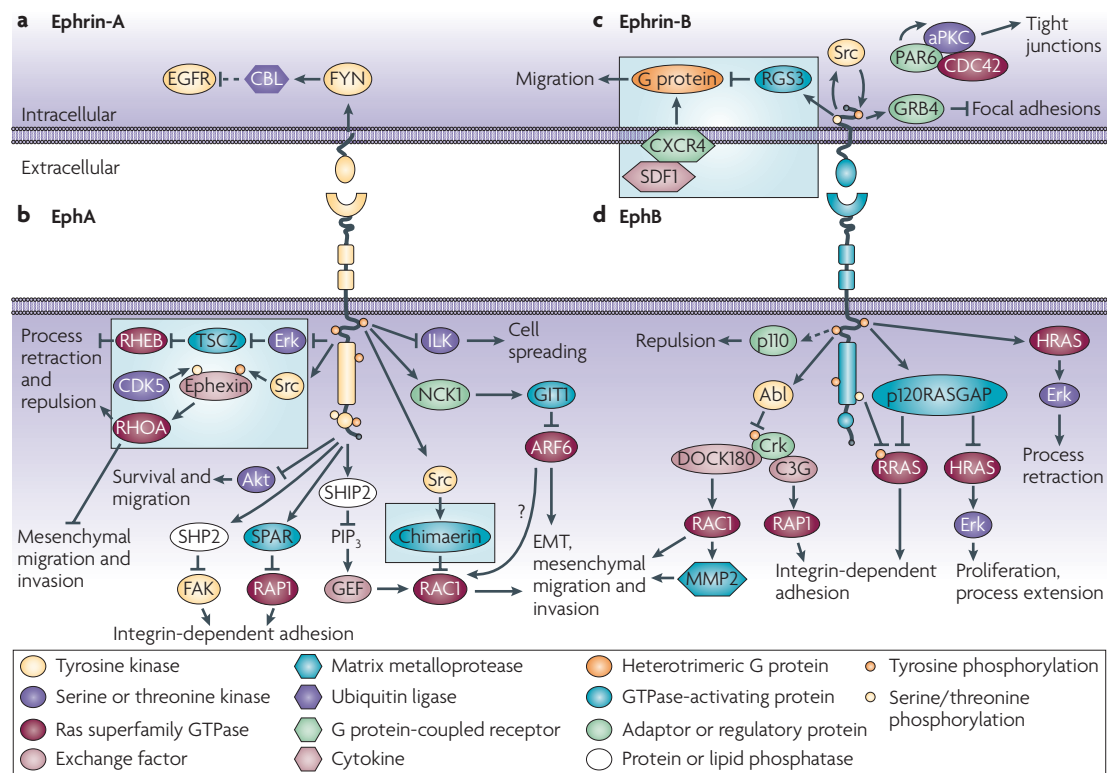 a Ephrin-A
EGFR
CBL
FYN
Intracellular
Extracellular
c Ephrin-B
Migration
G protein
RGS3
Src
PAR6
aPKC
CDC42
Tight
junctions
GRB4
Focal adhesions
CXCR4
SDF1
b EphA
Process
retraction
and
repulsion
RHEB
TSC2
Erk
CDK5
Ephexin
Src
RHOA
ILK
Cell
spreading
NCK1
GIT1
ARF6
Survival and
migration
Akt
SHIP2
Src
?
Mesenchymal
migration and
invasion
SHP2
SPAR
PIP3
Chimaerin
FAK
RAP1
GEF
RAC1
EMT,
mesenchymal
migration and
invasion
Integrin-dependent adhesion
d EphB
Repulsion
p110
HRAS
Abl
p120RASGAP
Erk
DOCK180
Crk
C3G
RRAS
HRAS
Process
retraction
RAC1
RAP1
Erk
MMP2
Integrin-dependent
adhesion
Proliferation,
process extension
Tyrosine kinase
Serine or threonine kinase
Ras superfamily GTPase
Exchange factor
Matrix metalloprotease
Ubiquitin ligase
G protein-coupled receptor
Cytokine
Heterotrimeric G protein
GTPase-activating protein
Adaptor or regulatory protein
Protein or lipid phosphatase
Tyrosine phosphorylation
Serine/threonine
phosphorylation